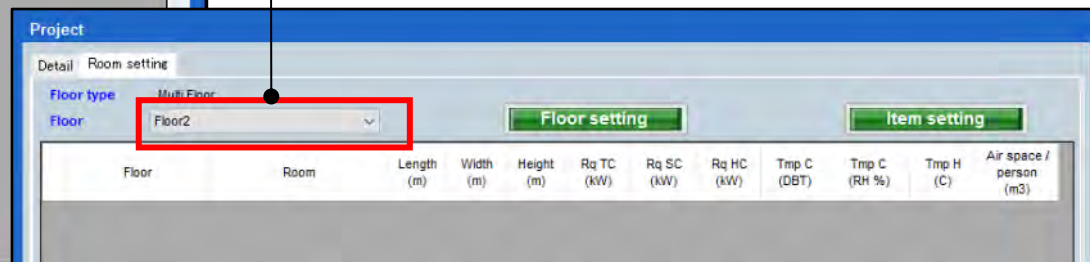 Project
Detail Room setting
Floor type Multi Floor
Floor Floor2 Floor setting Item setting
Floor Room Length (m) Width (m) Height (m) Rq TC (kW) Rq SC (kW) Rq HC (kW) Tmp C (DBT) Tmp C (RH %) Tmp H (C) Air space / person (m3)